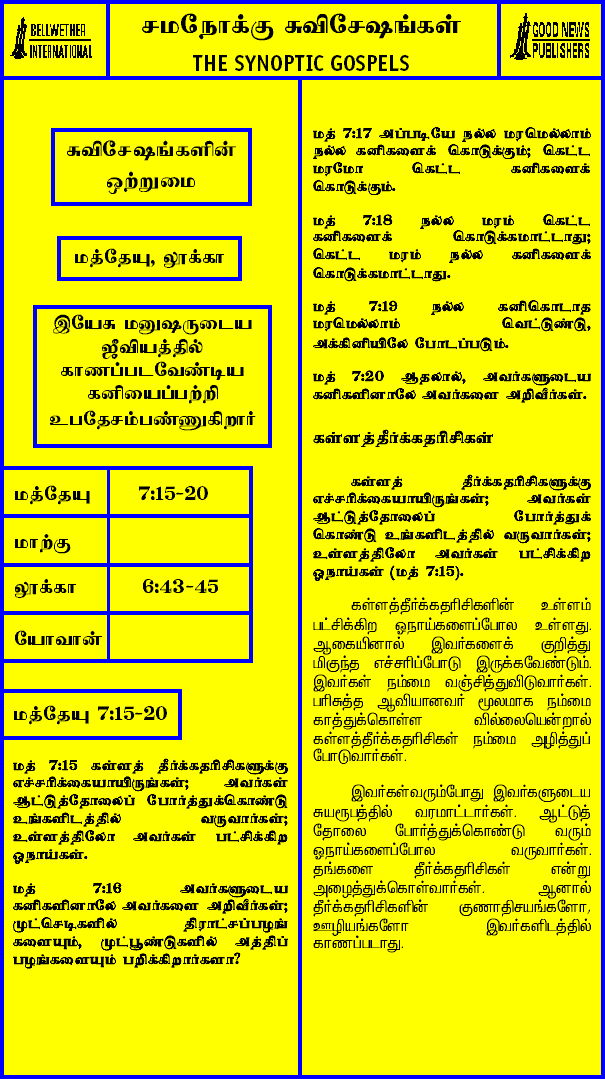 BELLWETHER
INTERNATIONAL
சமநோக்கு சுவிசேஷங்கள்
THE SYNOPTIC GOSPELS
GOOD NEWS
PUBLISHERS
சுவிசேஷங்களின்
ஒற்றுமை
மத்தேயு, லூக்கா
இயேசு மனுஷருடைய
ஜீவியத்தில்
காணப்படவேண்டிய
கனியைப்பற்றி
உபதேசம்பண்ணுகிறார்
மத்தேயு 7:15-20
மாற்கு
லூக்கா 6:43-45
யோவான்
மத்தேயு 7:15-20
மத் 7:15 கள்ளத் தீர்க்கதரிசிகளுக்கு
எச்சரிக்கையாயிருங்கள்; அவர்கள்
ஆட்டுத்தோலைப் போர்த்துக்கொண்டு
உங்களிடத்தில் வருவார்கள்;
உள்ளத்திலோ அவர்கள் பட்சிக்கிற
ஓநாய்கள்.
மத் 7:16 அவர்களுடைய
கனிகளினாலே அவர்களை அறிவீர்கள்;
முட்செடிகளில் திராட்சப்பழங்
களையும், முட்பூண்டுகளில் அத்திப்
பழங்களையும் பறிக்கிறார்களா?
மத் 7:17 அப்படியே நல்ல மரமெல்லாம்
நல்ல கனிகளைக் கொடுக்கும்; கெட்ட
மரமோ கெட்ட கனிகளைக்
கொடுக்கும்.
மத் 7:18 நல்ல மரம் கெட்ட
கனிகளைக் கொடுக்கமாட்டாது;
கெட்ட மரம் நல்ல கனிகளைக்
கொடுக்கமாட்டாது.
மத் 7:19 நல்ல கனிகொடாத
மரமெல்லாம் வெட்டுண்டு,
அக்கினியிலே போடப்படும்.
மத் 7:20 ஆதலால், அவர்களுடைய
கனிகளினாலே அவர்களை அறிவீர்கள்.
கள்ளத்தீர்க்கதரிசிகள்
கள்ளத் தீர்க்கதரிசிகளுக்கு
எச்சரிக்கையாயிருங்கள்; அவர்கள்
ஆட்டுத்தோலைப் போர்த்துக்
கொண்டு உங்களிடத்தில் வருவார்கள்;
உள்ளத்திலோ அவர்கள் பட்சிக்கிற
ஓநாய்கள் (மத் 7:15).
கள்ளத்தீர்க்கதரிசிகளின் உள்ளம்
பட்சிக்கிற ஓநாய்களைப்போல உள்ளது.
ஆகையினால் இவர்களைக் குறித்து
மிகுந்த எச்சரிப்போடு இருக்கவேண்டும்.
இவர்கள் நம்மை வஞ்சித்துவிடுவார்கள்.
பரிசுத்த ஆவியானவர் மூலமாக நம்மை
காத்துக்கொள்ள வில்லையென்றால்
கள்ளத்தீர்க்கதரிசிகள் நம்மை அழித்துப்
போடுவார்கள்.
இவர்கள்வரும்போது இவர்களுடைய
சுயரூபத்தில் வரமாட்டார்கள். ஆட்டுத்
தோலை போர்த்துக்கொண்டு வரும்
ஓநாய்களைப்போல வருவார்கள்.
தங்களை தீர்க்கதரிசிகள் என்று
அழைத்துக்கொள்வார்கள். ஆனால்
தீர்க்கதரிசிகளின் குணாதிசயங்களோ,
ஊழியங்களோ இவர்களிடத்தில்
காணப்படாது.